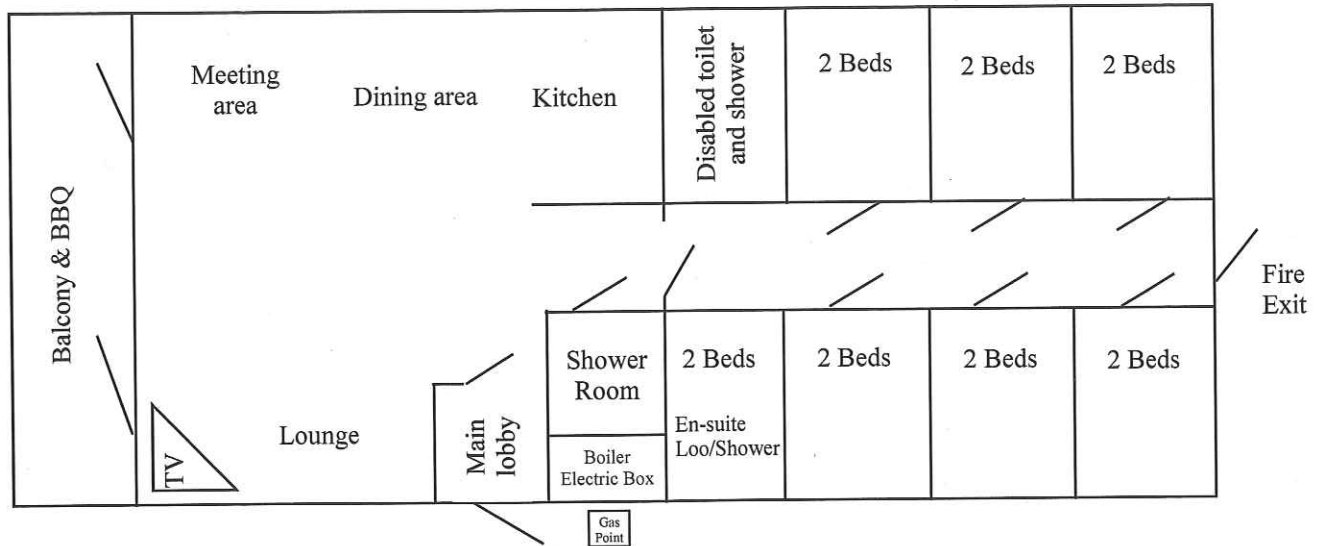 Balcony & BBQ
Meeting
area
Dining area
Kitchen
Disabled toilet
and shower
2 Beds
2 Beds
2 Beds
Fire
Exit
TV
Lounge
Main
lobby
Shower
Room
Boiler
Electric Box
Gas
Point
2 Beds
En-suite
Loo/Shower
2 Beds
2 Beds
2 Beds